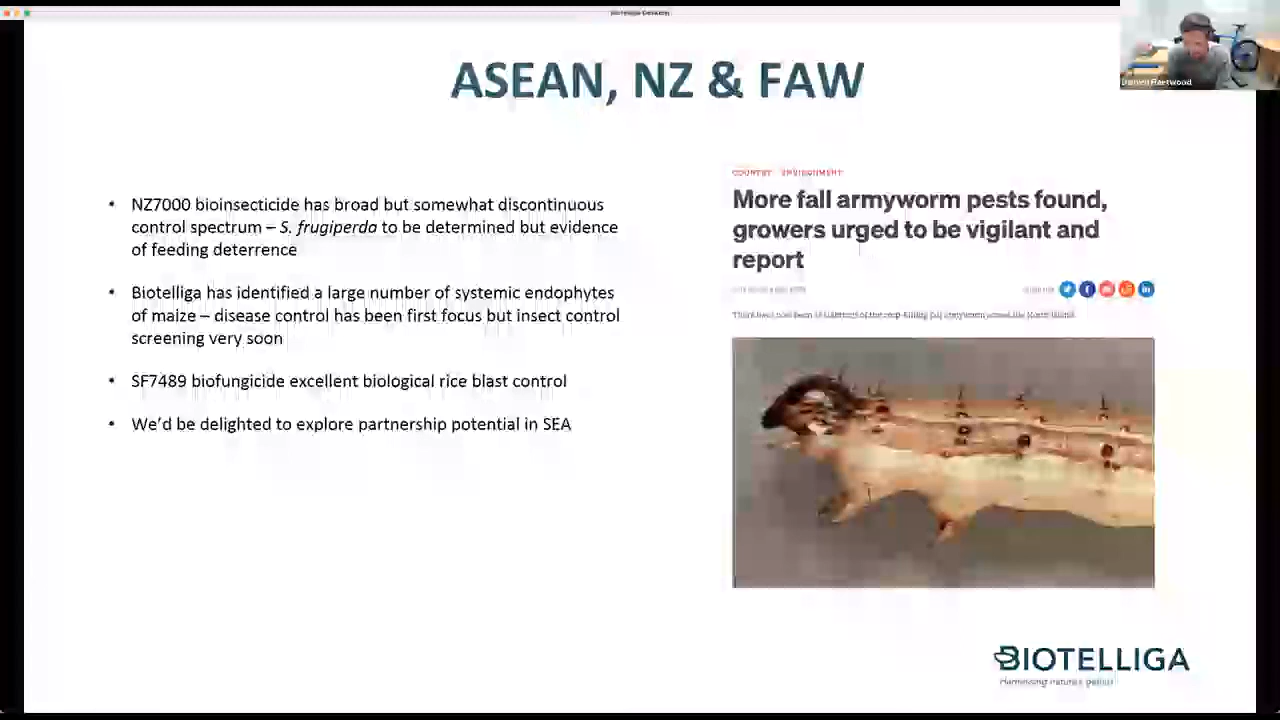 ASEAN, NZ & FAW
• NZ7000 bioinsecticide has broad but somewhat discontinuous
control spectrum – S. frugiperda to be determined but evidence
of feeding deterrence
• Biotelliga has identified a large number of systemic endophytes
of maize – disease control has been first focus but insect control
screening very soon
• SF7489 biofungicide excellent biological rice blast control
• We'd be delighted to explore partnership potential in SEA
COUNTRY ENVIRONMENT
More fall armyworm pests found,
growers urged to be vigilant and
report
BIOTELLIGA